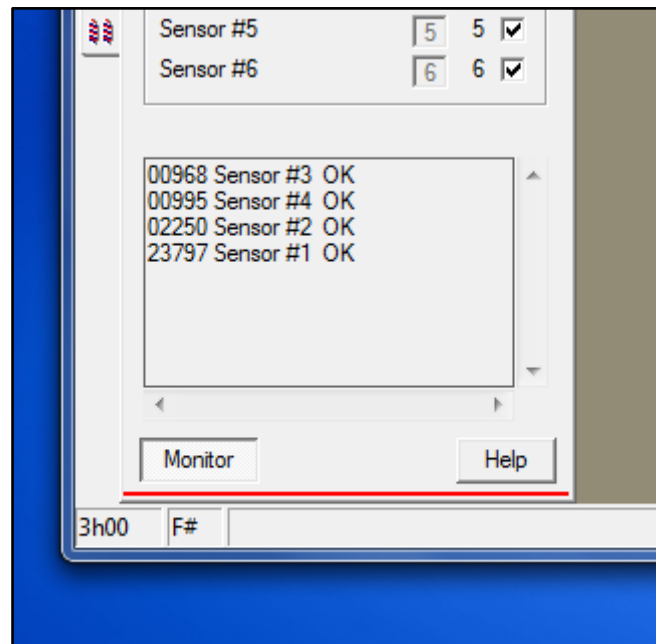 Sensor #5 5 5
Sensor #6 6 6
00968 Sensor #3 OK
00995 Sensor #4 OK
02250 Sensor #2 OK
23797 Sensor #1 OK
Monitor Help
3h00 F#